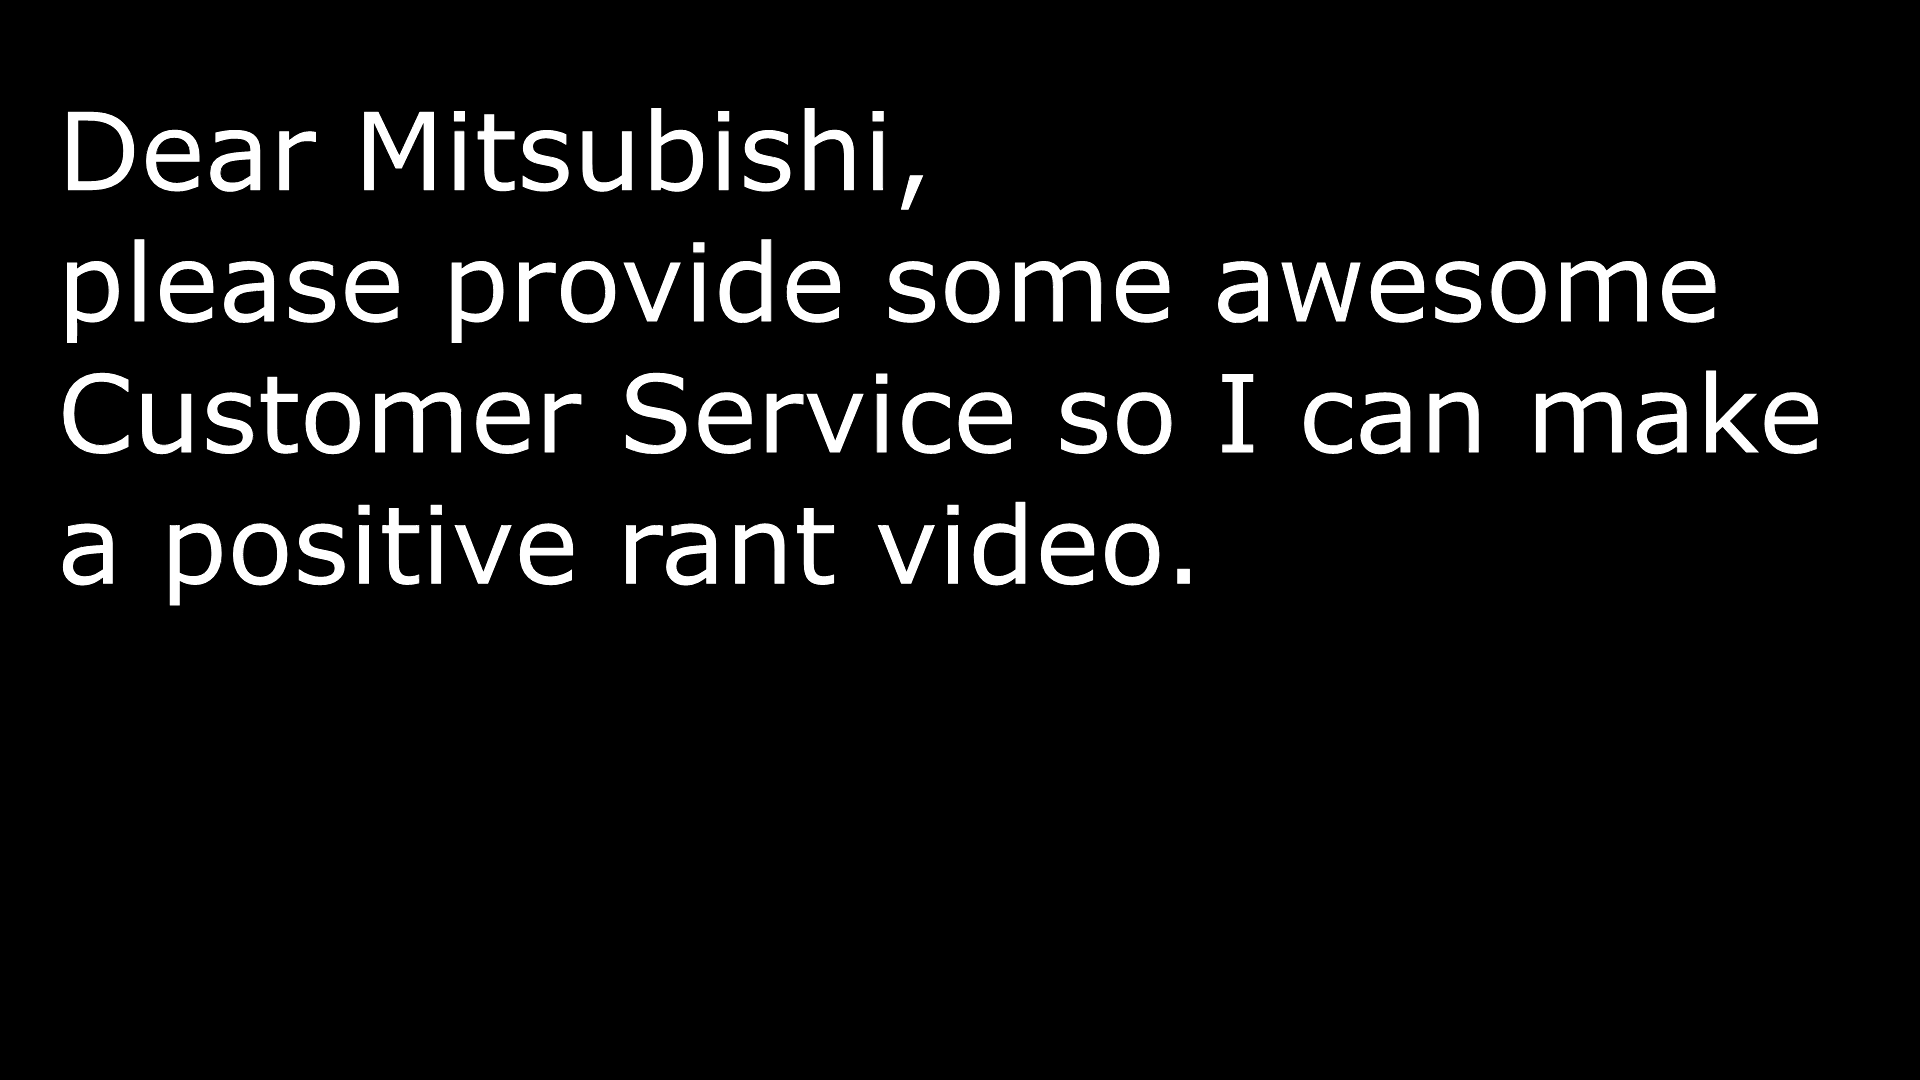 Dear Mitsubishi,
please provide some awesome
Customer Service so I can make
a positive rant video.